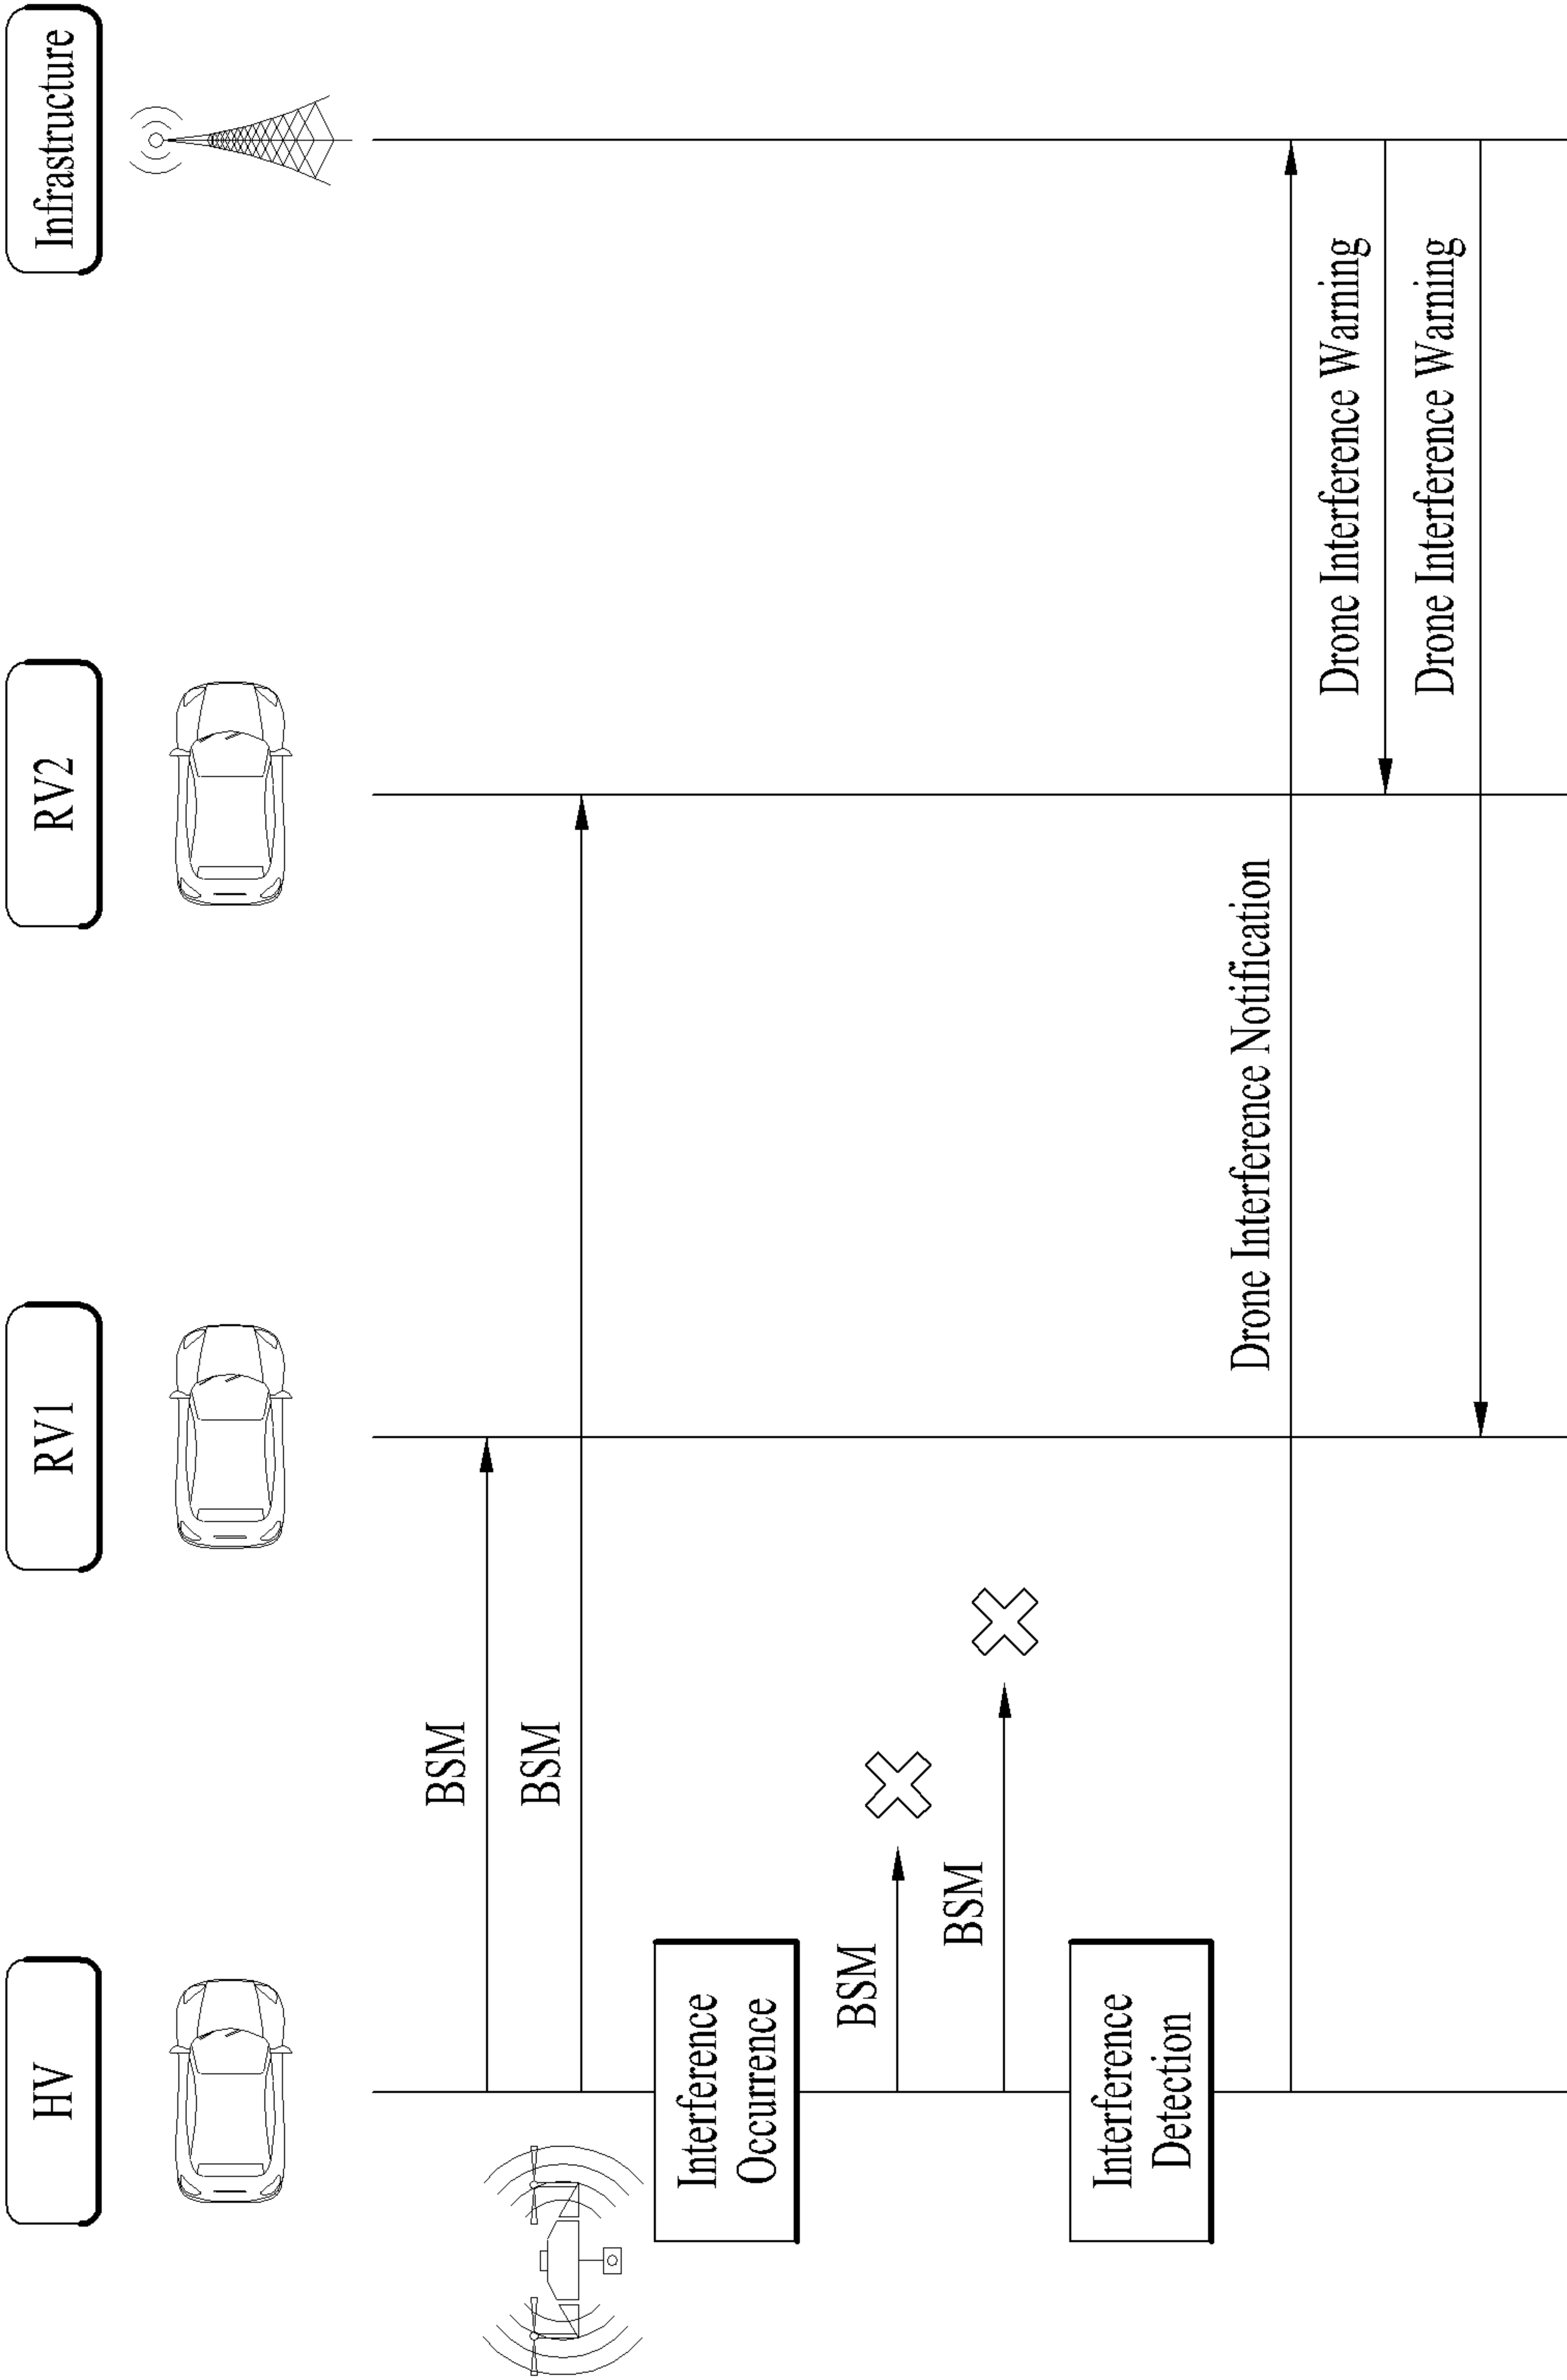 HV
RV1
RV2
Infrastructure
BSM
BSM
Interference
Occurrence
BSM
BSM
Interference
Detection
Drone Interference Notification
Drone Interference Warning
Drone Interference Warning